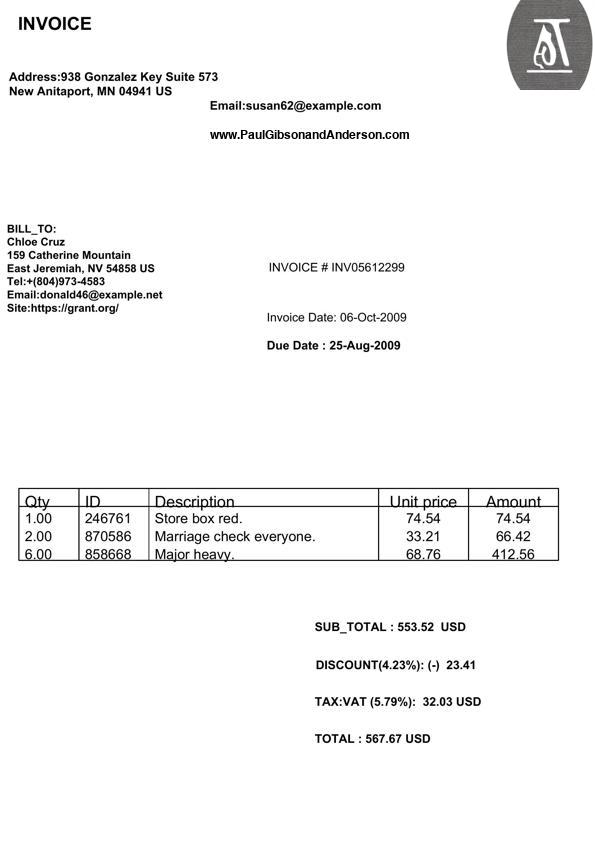 INVOICE
Address:938 Gonzalez Key Suite 573
New Anitaport, MN 04941 US
Email:susan62@example.com
www.PaulGibsonandAnderson.com
BILL_TO:
Chloe Cruz
159 Catherine Mountain
East Jeremiah, NV 54858 US
Tel:+(804)973-4583
Email:donald46@example.net
Site:https://grant.org/
INVOICE # INV05612299
Invoice Date: 06-Oct-2009
Due Date : 25-Aug-2009
Qty ID Description Unit price Amount
1.00 246761 Store box red. 74.54 74.54
2.00 870586 Marriage check everyone. 33.21 66.42
6.00 858668 Major heavy. 68.76 412.56
SUB_TOTAL : 553.52 USD
DISCOUNT(4.23%): (-) 23.41
TAX:VAT (5.79%): 32.03 USD
TOTAL : 567.67 USD